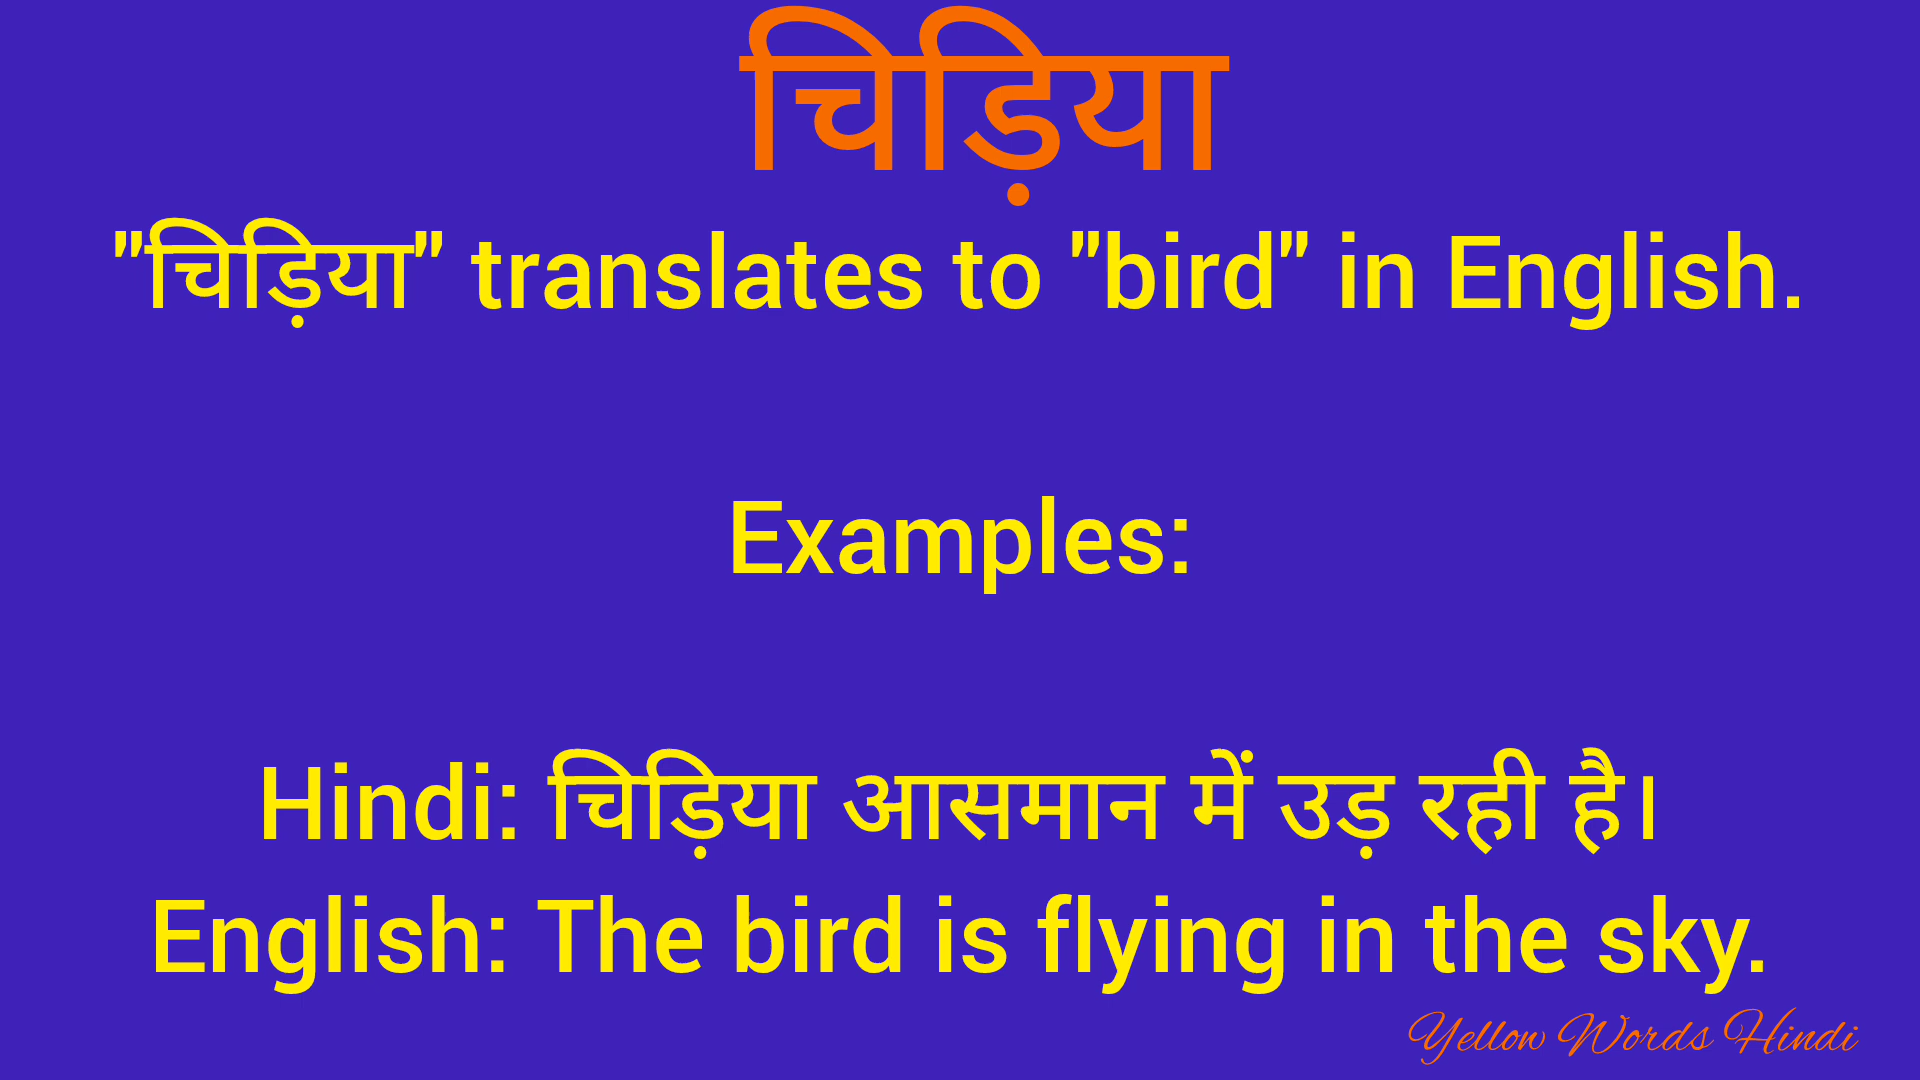 चिड़िया
"चिड़िया" translates to "bird" in English.
Examples:
Hindi: चिड़िया आसमान में उड़ रही है।
English: The bird is flying in the sky.
Yellow Words Hindi